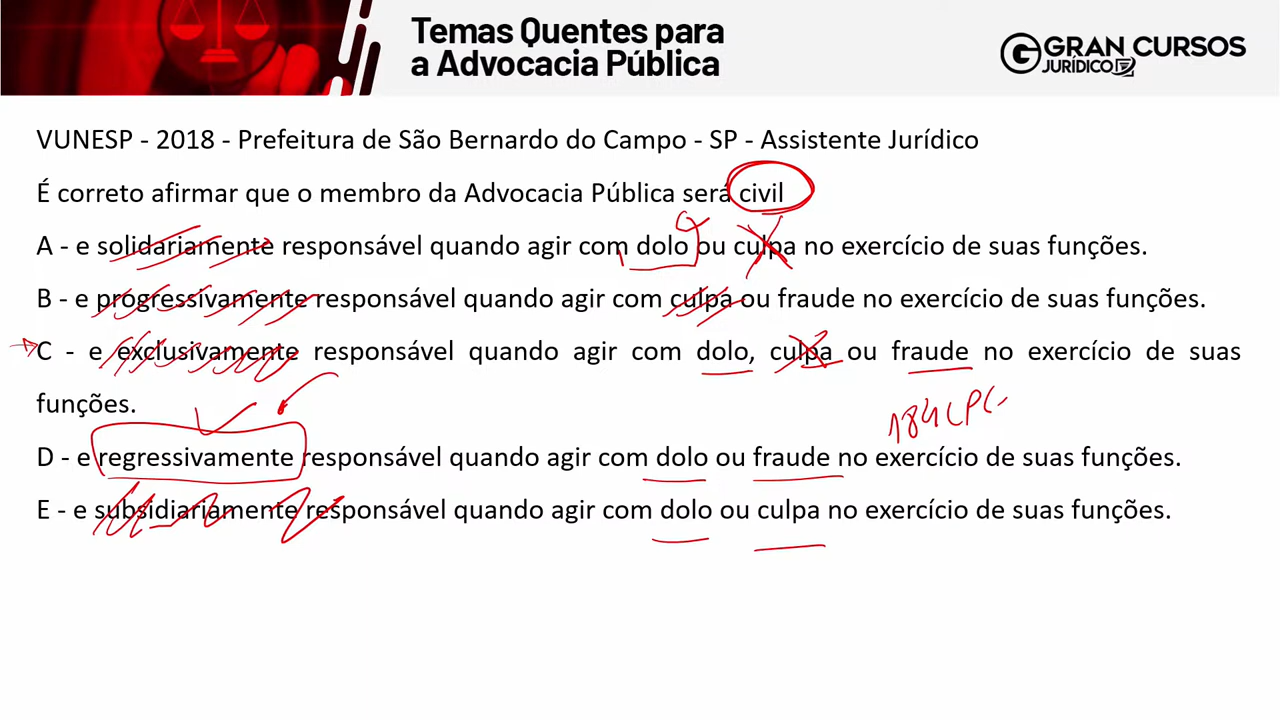 Temas Quentes para
a Advocacia Pública
GRAN CURSOS
JURÍDICO
VUNESP - 2018 - Prefeitura de São Bernardo do Campo - SP - Assistente Jurídico
É correto afirmar que o membro da Advocacia Pública será civil
A - e solidariamente responsável quando agir com dolo ou culpa no exercício de suas funções.
B - e progressivamente responsável quando agir com culpa ou fraude no exercício de suas funções.
C - e exclusivamente responsável quando agir com dolo, culpa ou fraude no exercício de suas
funções.
184 CPC
D - e regressivamente responsável quando agir com dolo ou fraude no exercício de suas funções.
E - e subsidiariamente responsável quando agir com dolo ou culpa no exercício de suas funções.